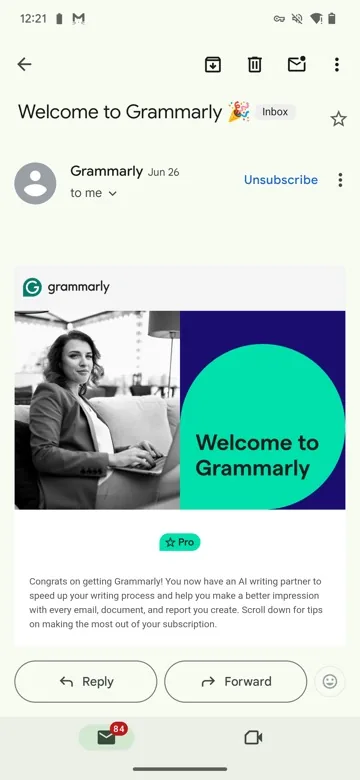 12:21
Welcome to Grammarly 🎉 Inbox
Grammarly Jun 26
to me
Unsubscribe
grammarly
Welcome to
Grammarly
Pro
Congrats on getting Grammarly! You now have an AI writing partner to
speed up your writing process and help you make a better impression
with every email, document, and report you create. Scroll down for tips
on making the most out of your subscription.
Reply
Forward
84